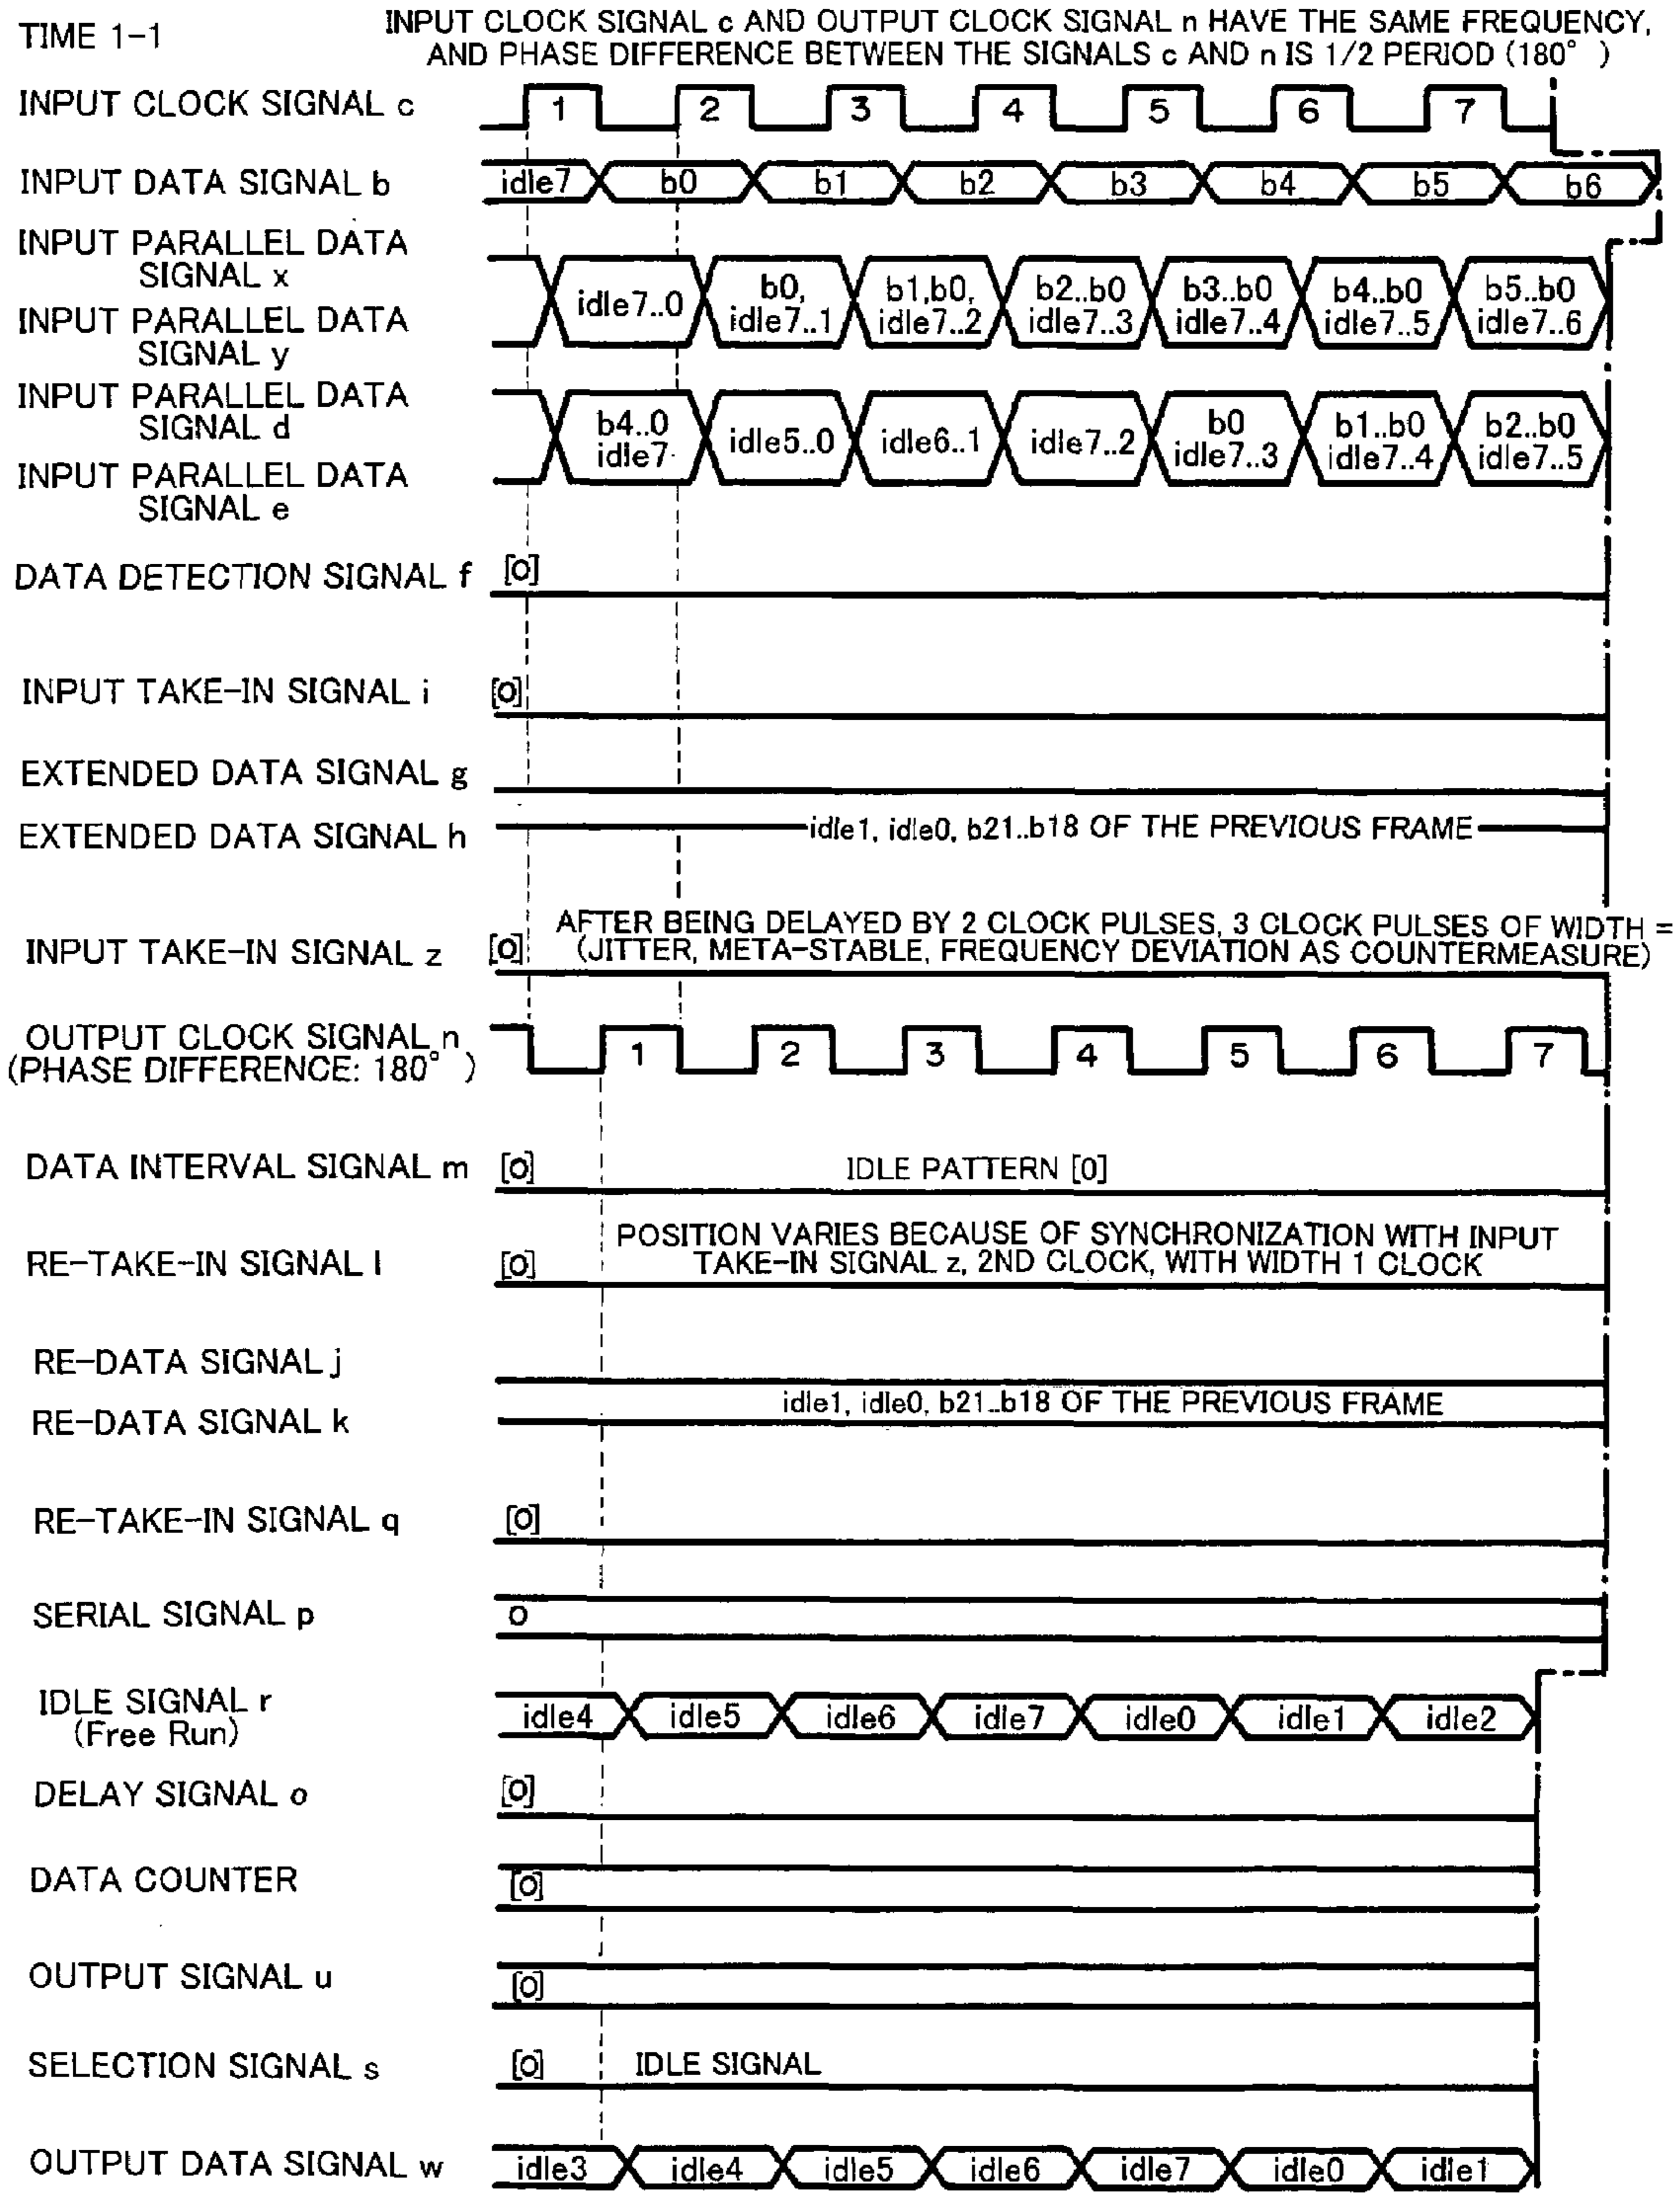 TIME 1-1
INPUT CLOCK SIGNAL c AND OUTPUT CLOCK SIGNAL n HAVE THE SAME FREQUENCY,
AND PHASE DIFFERENCE BETWEEN THE SIGNALS c AND n IS 1/2 PERIOD (180° )
INPUT CLOCK SIGNAL c
1 2 3 4 5 6 7
INPUT DATA SIGNAL b
idle7 b0 b1 b2 b3 b4 b5 b6
INPUT PARALLEL DATA
SIGNAL x
INPUT PARALLEL DATA
SIGNAL y
idle7..0
b0,
idle7..1
b1,b0,
idle7..2
b2..b0
idle7..3
b3..b0
idle7..4
b4..b0
idle7..5
b5..b0
idle7..6
INPUT PARALLEL DATA
SIGNAL d
INPUT PARALLEL DATA
SIGNAL e
b4..0
idle7
idle5..0
idle6..1
idle7..2
b0
idle7..3
b1..b0
idle7..4
b2..b0
idle7..5
DATA DETECTION SIGNAL f [0]
INPUT TAKE-IN SIGNAL i [0]
EXTENDED DATA SIGNAL g
EXTENDED DATA SIGNAL h
idle1, idle0, b21..b18 OF THE PREVIOUS FRAME
INPUT TAKE-IN SIGNAL z [0]
AFTER BEING DELAYED BY 2 CLOCK PULSES, 3 CLOCK PULSES OF WIDTH =
(JITTER, META-STABLE, FREQUENCY DEVIATION AS COUNTERMEASURE)
OUTPUT CLOCK SIGNAL n
(PHASE DIFFERENCE: 180° )
1 2 3 4 5 6 7
DATA INTERVAL SIGNAL m [0] IDLE PATTERN [0]
RE-TAKE-IN SIGNAL l [0]
POSITION VARIES BECAUSE OF SYNCHRONIZATION WITH INPUT
TAKE-IN SIGNAL z, 2ND CLOCK, WITH WIDTH 1 CLOCK
RE-DATA SIGNAL j
idle1, idle0, b21..b18 OF THE PREVIOUS FRAME
RE-DATA SIGNAL k
RE-TAKE-IN SIGNAL q [0]
SERIAL SIGNAL p 0
IDLE SIGNAL r
(Free Run)
idle4 idle5 idle6 idle7 idle0 idle1 idle2
DELAY SIGNAL o [0]
DATA COUNTER [0]
OUTPUT SIGNAL u [0]
SELECTION SIGNAL s [0] IDLE SIGNAL
OUTPUT DATA SIGNAL w
idle3 idle4 idle5 idle6 idle7 idle0 idle1